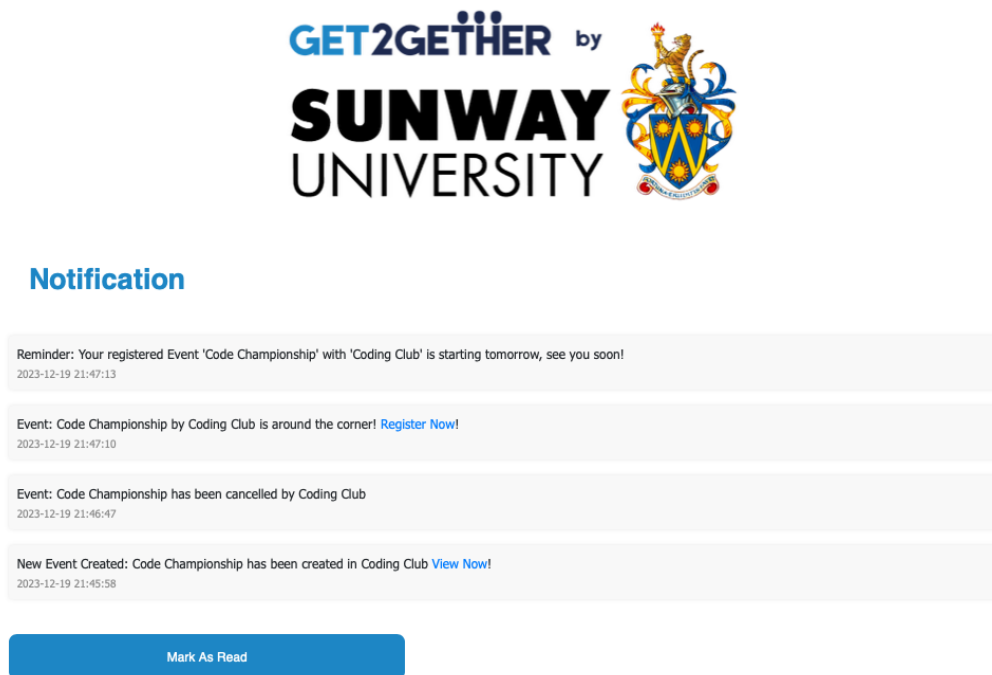 GET2GETHER by
SUNWAY
UNIVERSITY
Notification
Reminder: Your registered Event 'Code Championship' with 'Coding Club' is starting tomorrow, see you soon!
2023-12-19 21:47:13
Event: Code Championship by Coding Club is around the corner! Register Now!
2023-12-19 21:47:10
Event: Code Championship has been cancelled by Coding Club
2023-12-19 21:46:47
New Event Created: Code Championship has been created in Coding Club View Now!
2023-12-19 21:45:58
Mark As Read